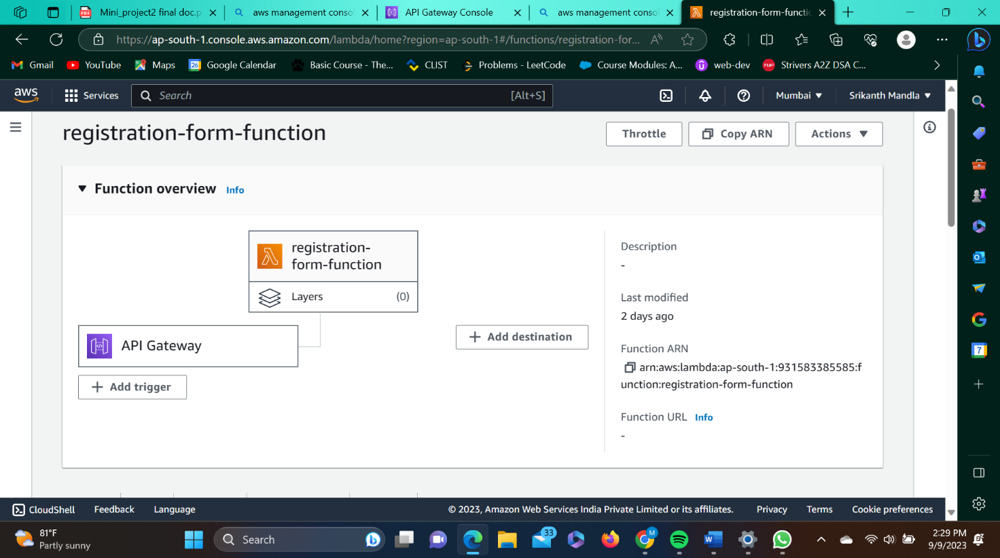 Mini_project2 final doc.p
aws management consol
API Gateway Console
aws management consol
registration-form-functic
https://ap-south-1.console.aws.amazon.com/lambda/home?region=ap-south-1#/functions/registration-for...
Gmail
YouTube
Maps
Google Calendar
Basic Course - The...
CLIST
Problems - LeetCode
Course Modules: A...
web-dev
Strivers A2Z DSA C...
aws
Services
Search
[Alt+S]
Mumbai
Srikanth Mandla
registration-form-function
Throttle
Copy ARN
Actions
Function overview Info
registration-
form-function
Layers (0)
API Gateway
Add trigger
Add destination
Description
-
Last modified
2 days ago
Function ARN
arn:aws:lambda:ap-south-1:931583385585:f
unction:registration-form-function
Function URL Info
-
CloudShell
Feedback
Language
© 2023, Amazon Web Services India Private Limited or its affiliates.
Privacy
Terms
Cookie preferences
81°F
Partly sunny
Search
33
M
2:29 PM
9/9/2023